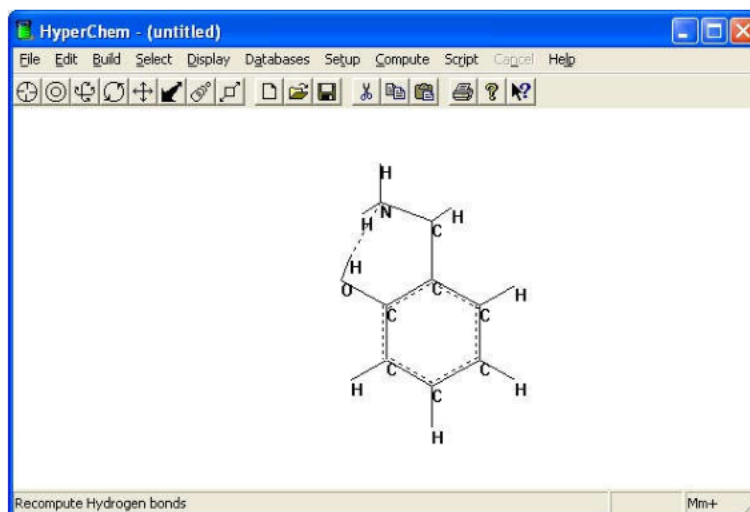 HyperChem - (untitled)
File Edit Build Select Display Databases Setup Compute Script Cancel Help
H
N H
H C
H
O C H
C C
H C C H
C
H
Recompute Hydrogen bonds Mm+